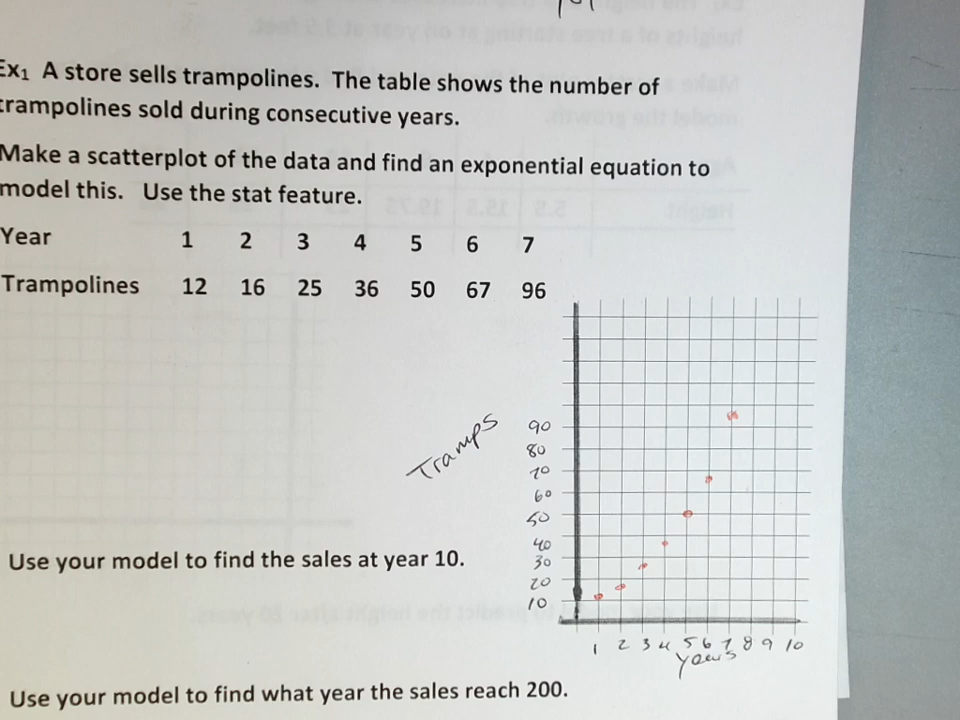 Ex₁ A store sells trampolines. The table shows the number of
trampolines sold during consecutive years.
Make a scatterplot of the data and find an exponential equation to
model this. Use the stat feature.
Year 1 2 3 4 5 6 7
Trampolines 12 16 25 36 50 67 96
Tramps
90
80
70
60
50
40
30
20
10
1 2 3 4 5 6 7 8 9 10
years
Use your model to find the sales at year 10.
Use your model to find what year the sales reach 200.